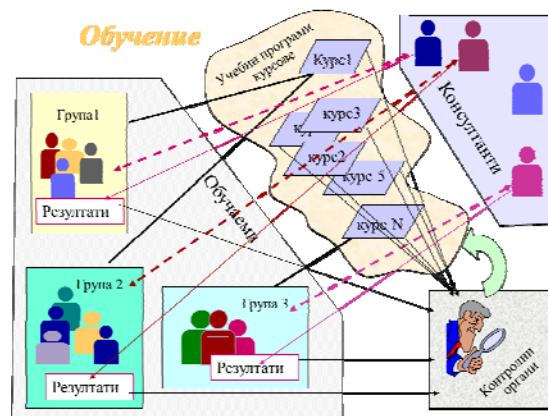 Обучение
Учебни програми
курсове
Курс1
курс3
курс2
курс 5
курс N
Консултанти
Група1
Резултати
Обучаеми
Група 2
Резултати
Група 3
Резултати
Контролни
органи